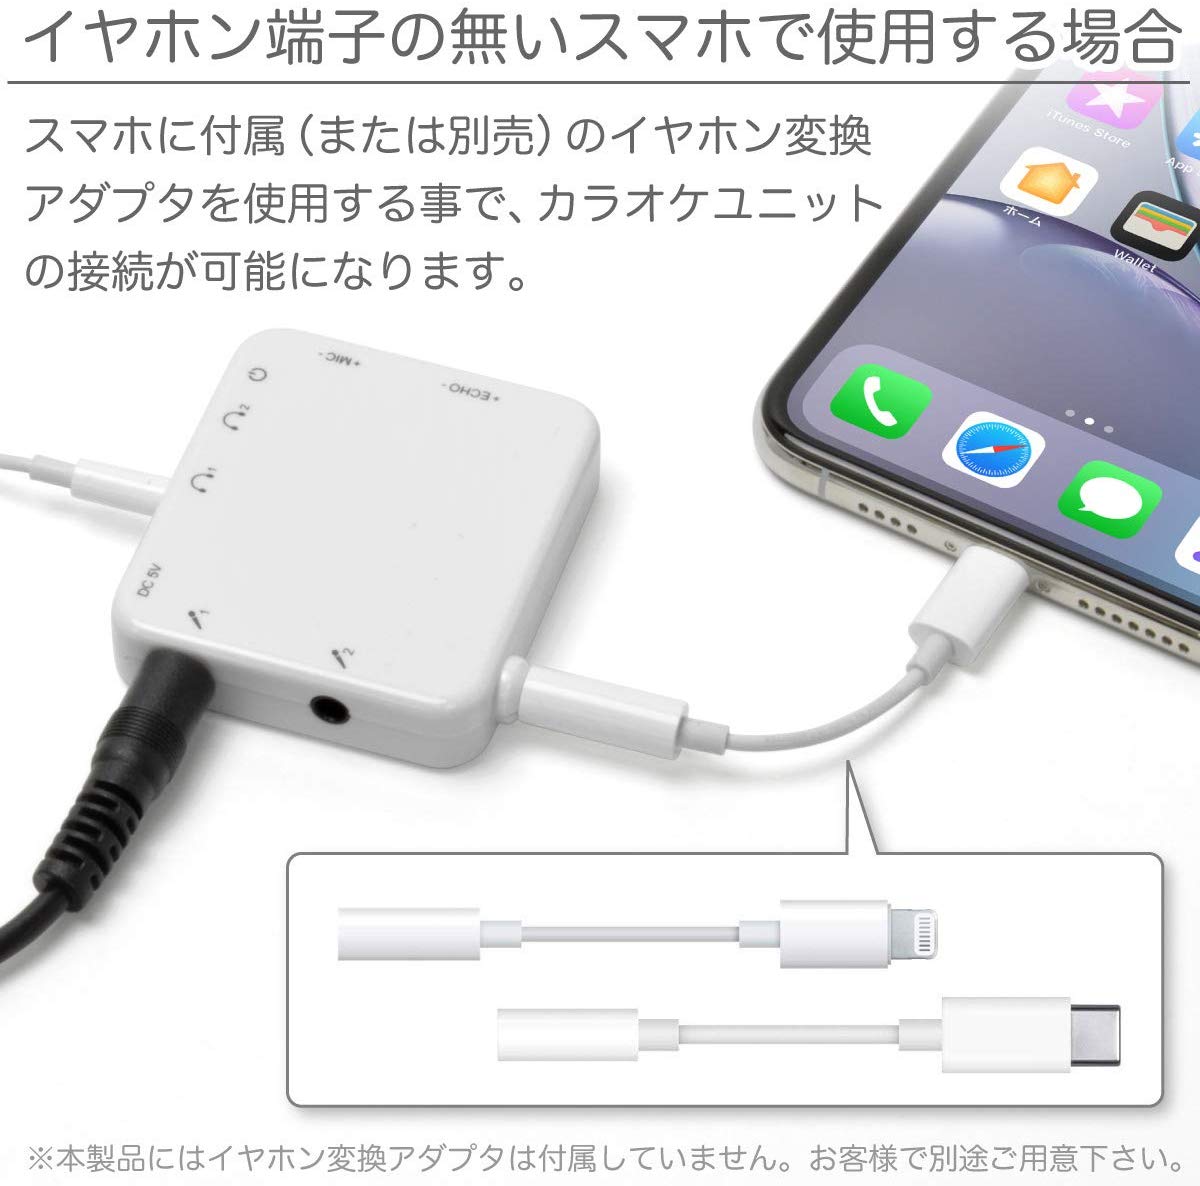 イヤホン端子の無いスマホで使用する場合
スマホに付属（または別売）のイヤホン変換
アダプタを使用する事で、カラオケユニット
の接続が可能になります。
iTunes Store
App
ホーム
Wallet
+MIC-
+ECHO-
2
1
DC 5V
1
2
※本製品にはイヤホン変換アダプタは付属していません。お客様で別途ご用意下さい。